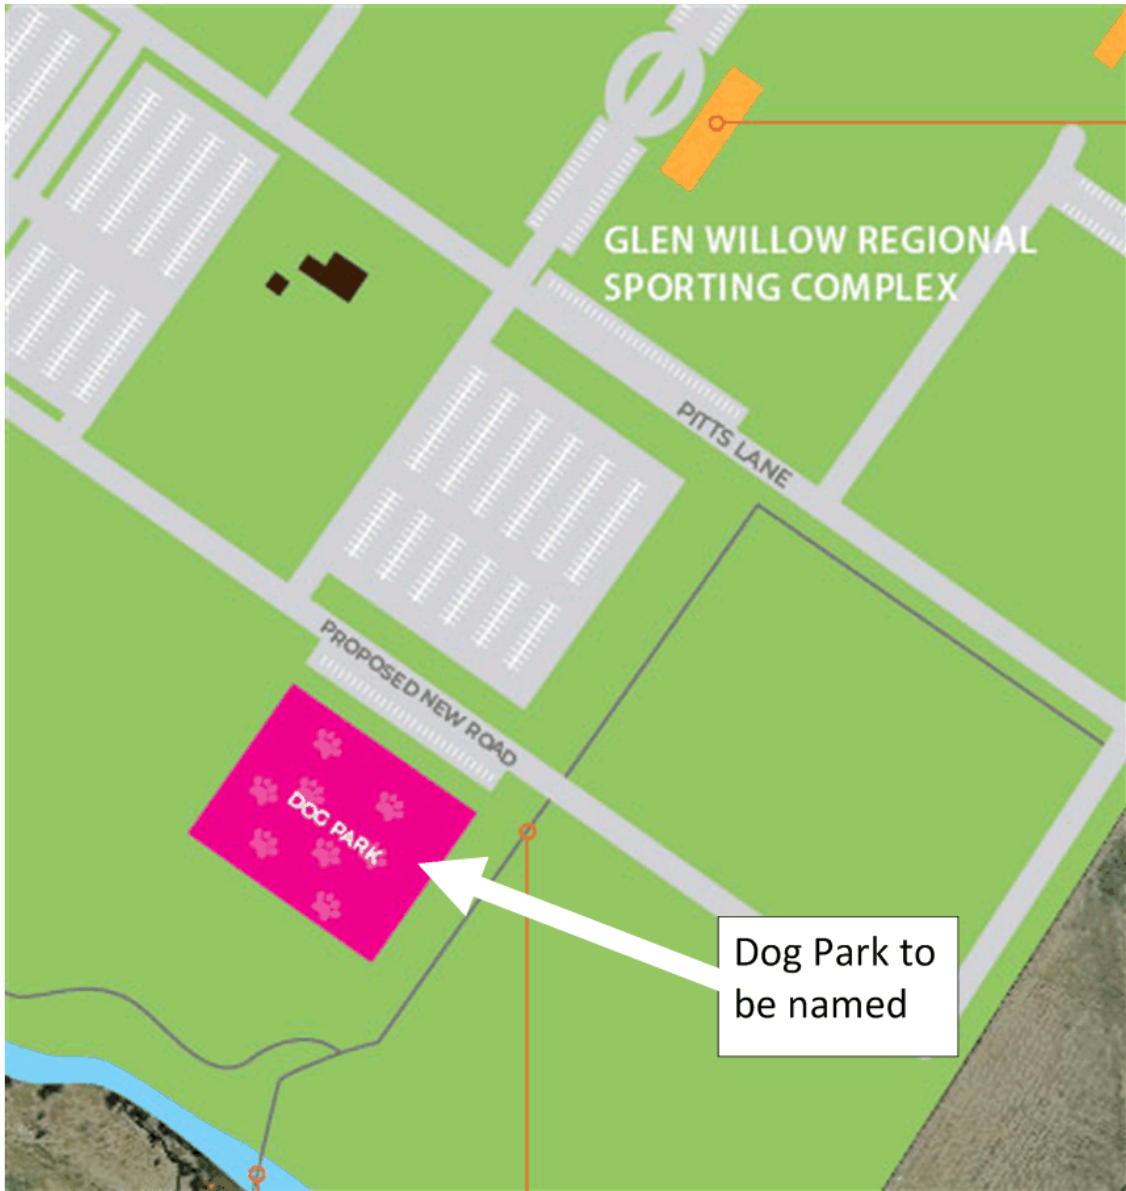 GLEN WILLOW REGIONAL
SPORTING COMPLEX
PITTS LANE
PROPOSED NEW ROAD
DOG PARK
Dog Park to
be named